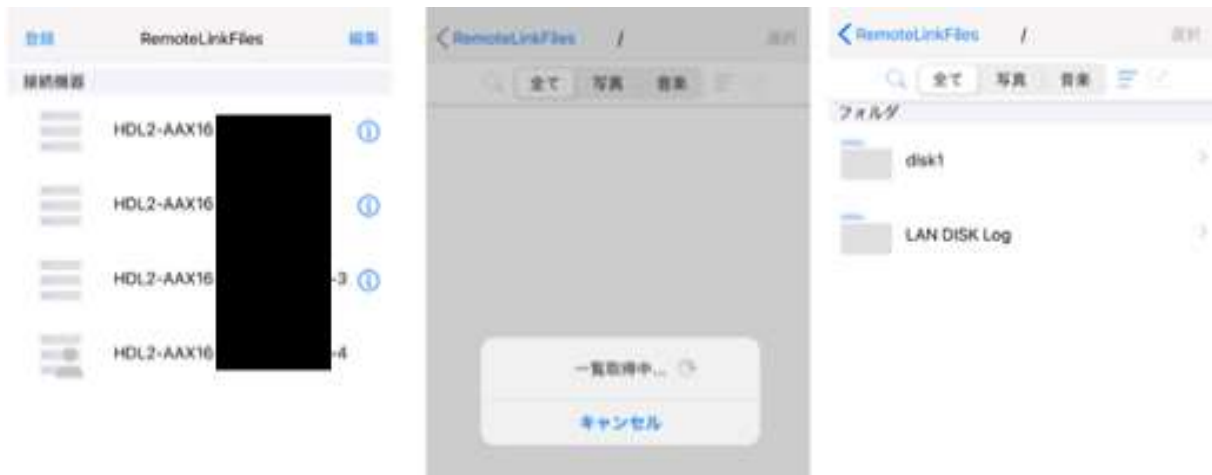 登録 RemoteLinkFiles 編集
接続機器
HDL2-AAX16
HDL2-AAX16
HDL2-AAX16 -3
HDL2-AAX16 -4
RemoteLinkFiles / 選択
全て 写真 音楽
一覧取得中...
キャンセル
RemoteLinkFiles / 選択
全て 写真 音楽
フォルダ
disk1
LAN DISK Log